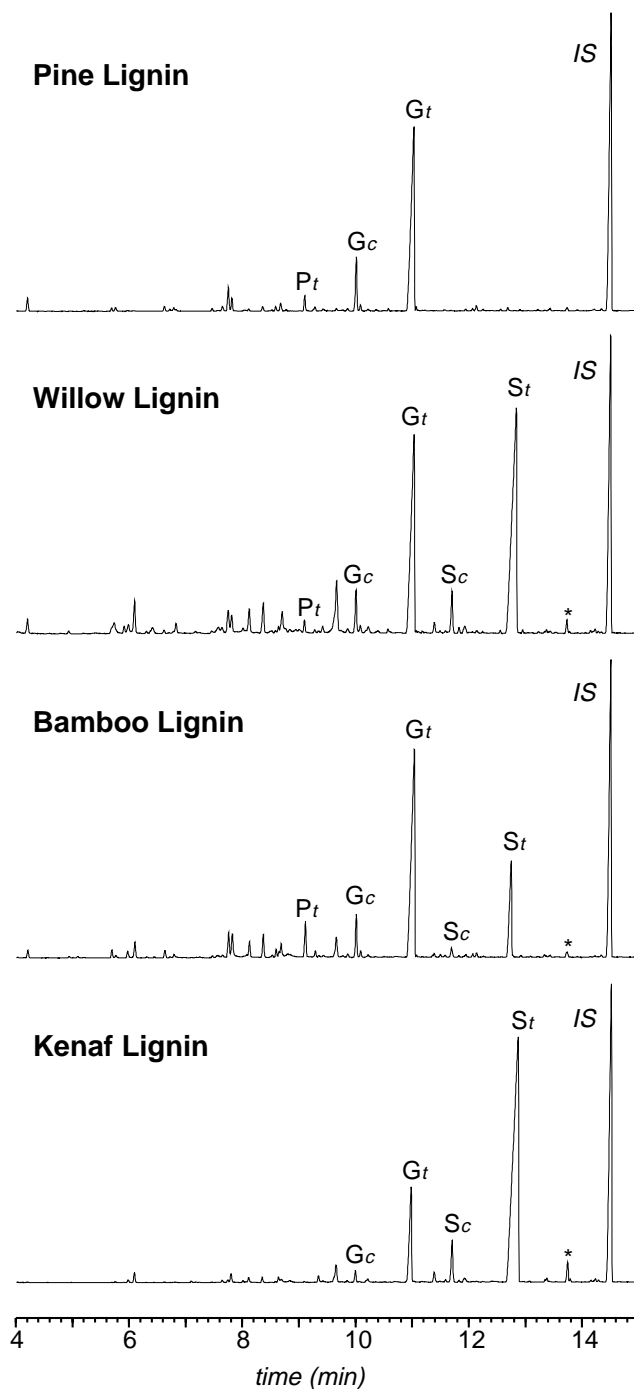 IS
Pine Lignin
Gt
Gc
Pt
IS
Willow Lignin
St
Gt
Gc
Sc
Pt
*
IS
Bamboo Lignin
Gt
St
Pt
Gc
Sc
*
St
IS
Kenaf Lignin
Gt
Sc
Gc
*
4 6 8 10 12 14
time (min)